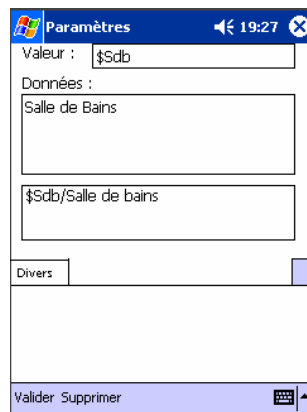 Paramètres 19:27
Valeur : $Sdb
Données :
Salle de Bains
$Sdb/Salle de bains
Divers
Valider Supprimer